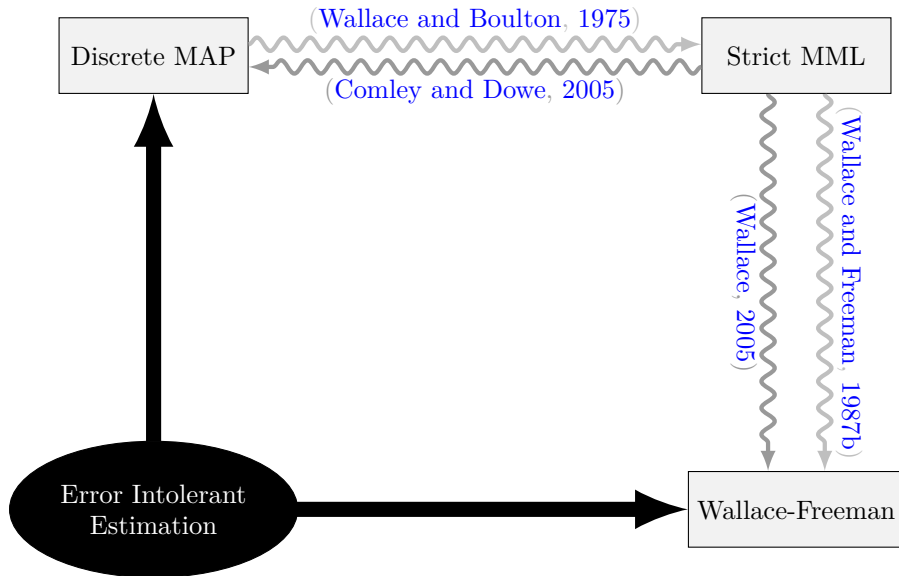 (Wallace and Boulton, 1975)
Discrete MAP
Strict MML
(Comley and Dowe, 2005)
(Wallace and Freeman, 1987b)
(Wallace, 2005)
Error Intolerant
Estimation
Wallace-Freeman